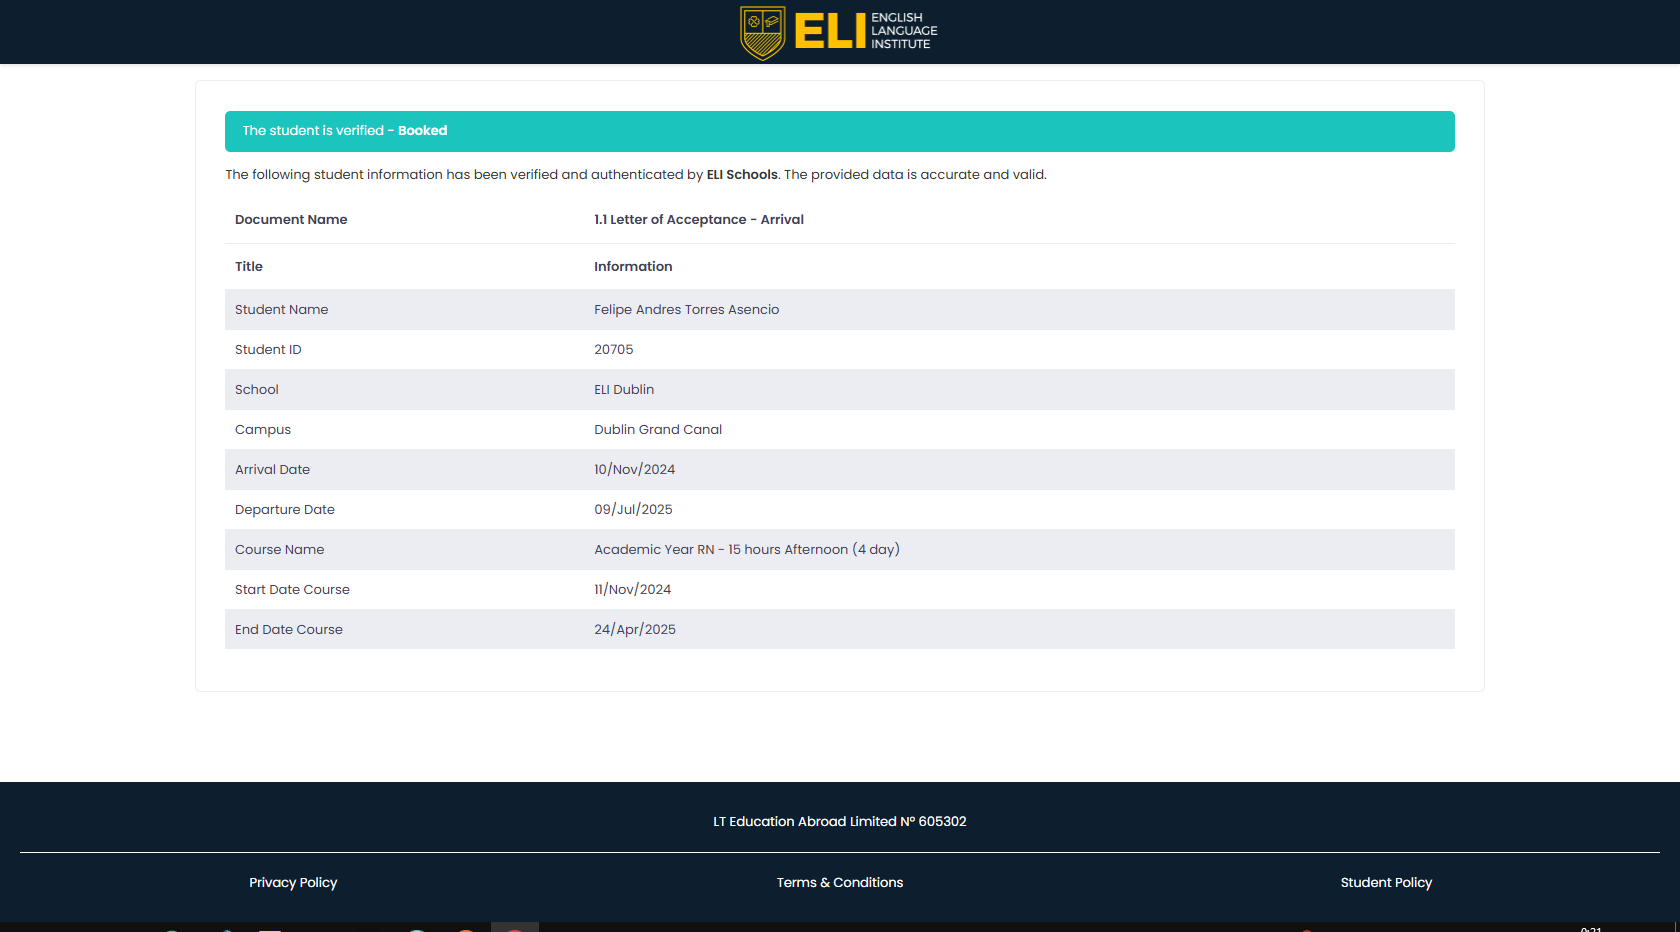 ELI ENGLISH
LANGUAGE
INSTITUTE
The student is verified - Booked
The following student information has been verified and authenticated by ELI Schools. The provided data is accurate and valid.
Document Name 1.1 Letter of Acceptance - Arrival
Title Information
Student Name Felipe Andres Torres Asencio
Student ID 20705
School ELI Dublin
Campus Dublin Grand Canal
Arrival Date 10/Nov/2024
Departure Date 09/Jul/2025
Course Name Academic Year RN - 15 hours Afternoon (4 day)
Start Date Course 11/Nov/2024
End Date Course 24/Apr/2025
LT Education Abroad Limited Nº 605302
Privacy Policy Terms & Conditions Student Policy